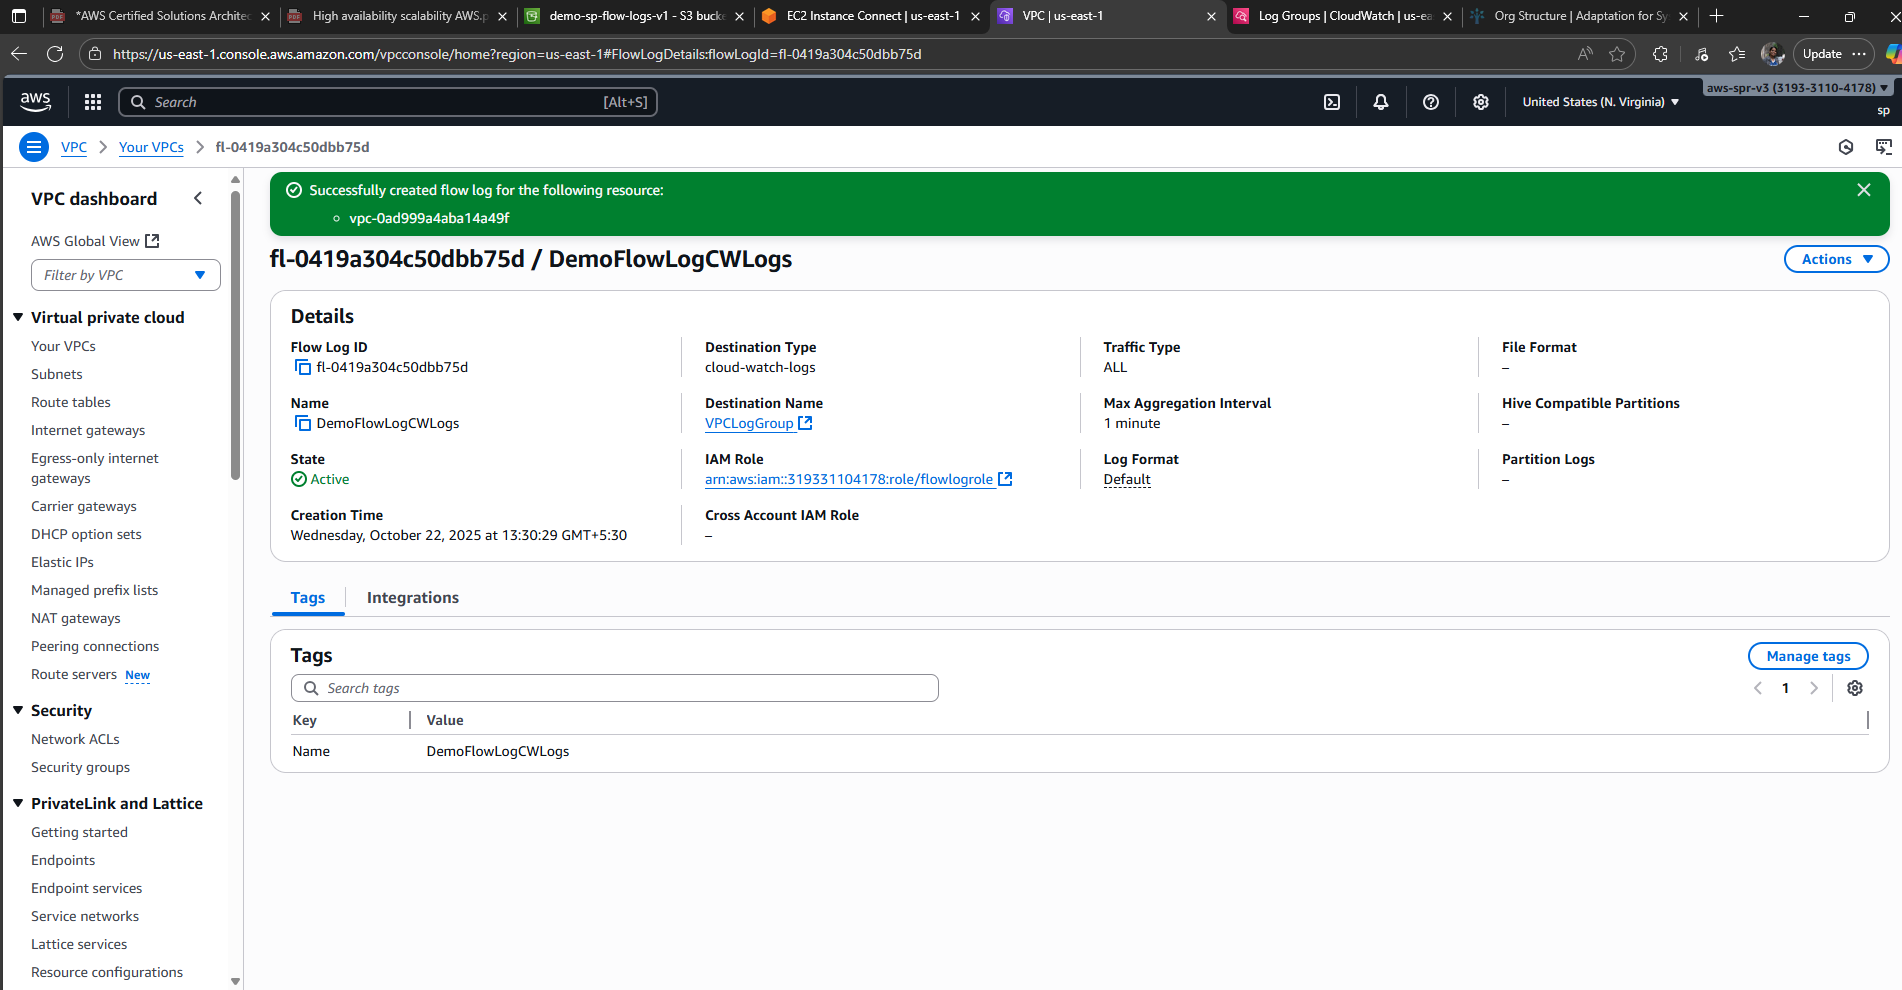 *AWS Certified Solutions Architec
High availability scalability AWS.p
demo-sp-flow-logs-v1 - S3 bucke
EC2 Instance Connect | us-east-1
VPC | us-east-1
Log Groups | CloudWatch | us-ea
Org Structure | Adaptation for Sy
https://us-east-1.console.aws.amazon.com/vpcconsole/home?region=us-east-1#FlowLogDetails:flowLogId=fl-0419a304c50dbb75d
Update
aws
Search
[Alt+S]
United States (N. Virginia)
aws-spr-v3 (3193-3110-4178)
sp
VPC
Your VPCs
fl-0419a304c50dbb75d
VPC dashboard
AWS Global View
Filter by VPC
Virtual private cloud
Your VPCs
Subnets
Route tables
Internet gateways
Egress-only internet
gateways
Carrier gateways
DHCP option sets
Elastic IPs
Managed prefix lists
NAT gateways
Peering connections
Route servers New
Security
Network ACLs
Security groups
PrivateLink and Lattice
Getting started
Endpoints
Endpoint services
Service networks
Lattice services
Resource configurations
Successfully created flow log for the following resource:
vpc-0ad999a4aba14a49f
fl-0419a304c50dbb75d / DemoFlowLogCWLogs
Actions
Details
Flow Log ID
fl-0419a304c50dbb75d
Destination Type
cloud-watch-logs
Traffic Type
ALL
File Format
–
Name
DemoFlowLogCWLogs
Destination Name
VPCLogGroup
Max Aggregation Interval
1 minute
Hive Compatible Partitions
–
State
Active
IAM Role
arn:aws:iam::319331104178:role/flowlogrole
Log Format
Default
Partition Logs
–
Creation Time
Wednesday, October 22, 2025 at 13:30:29 GMT+5:30
Cross Account IAM Role
–
Tags
Integrations
Tags
Manage tags
Search tags
1
Key
Value
Name
DemoFlowLogCWLogs